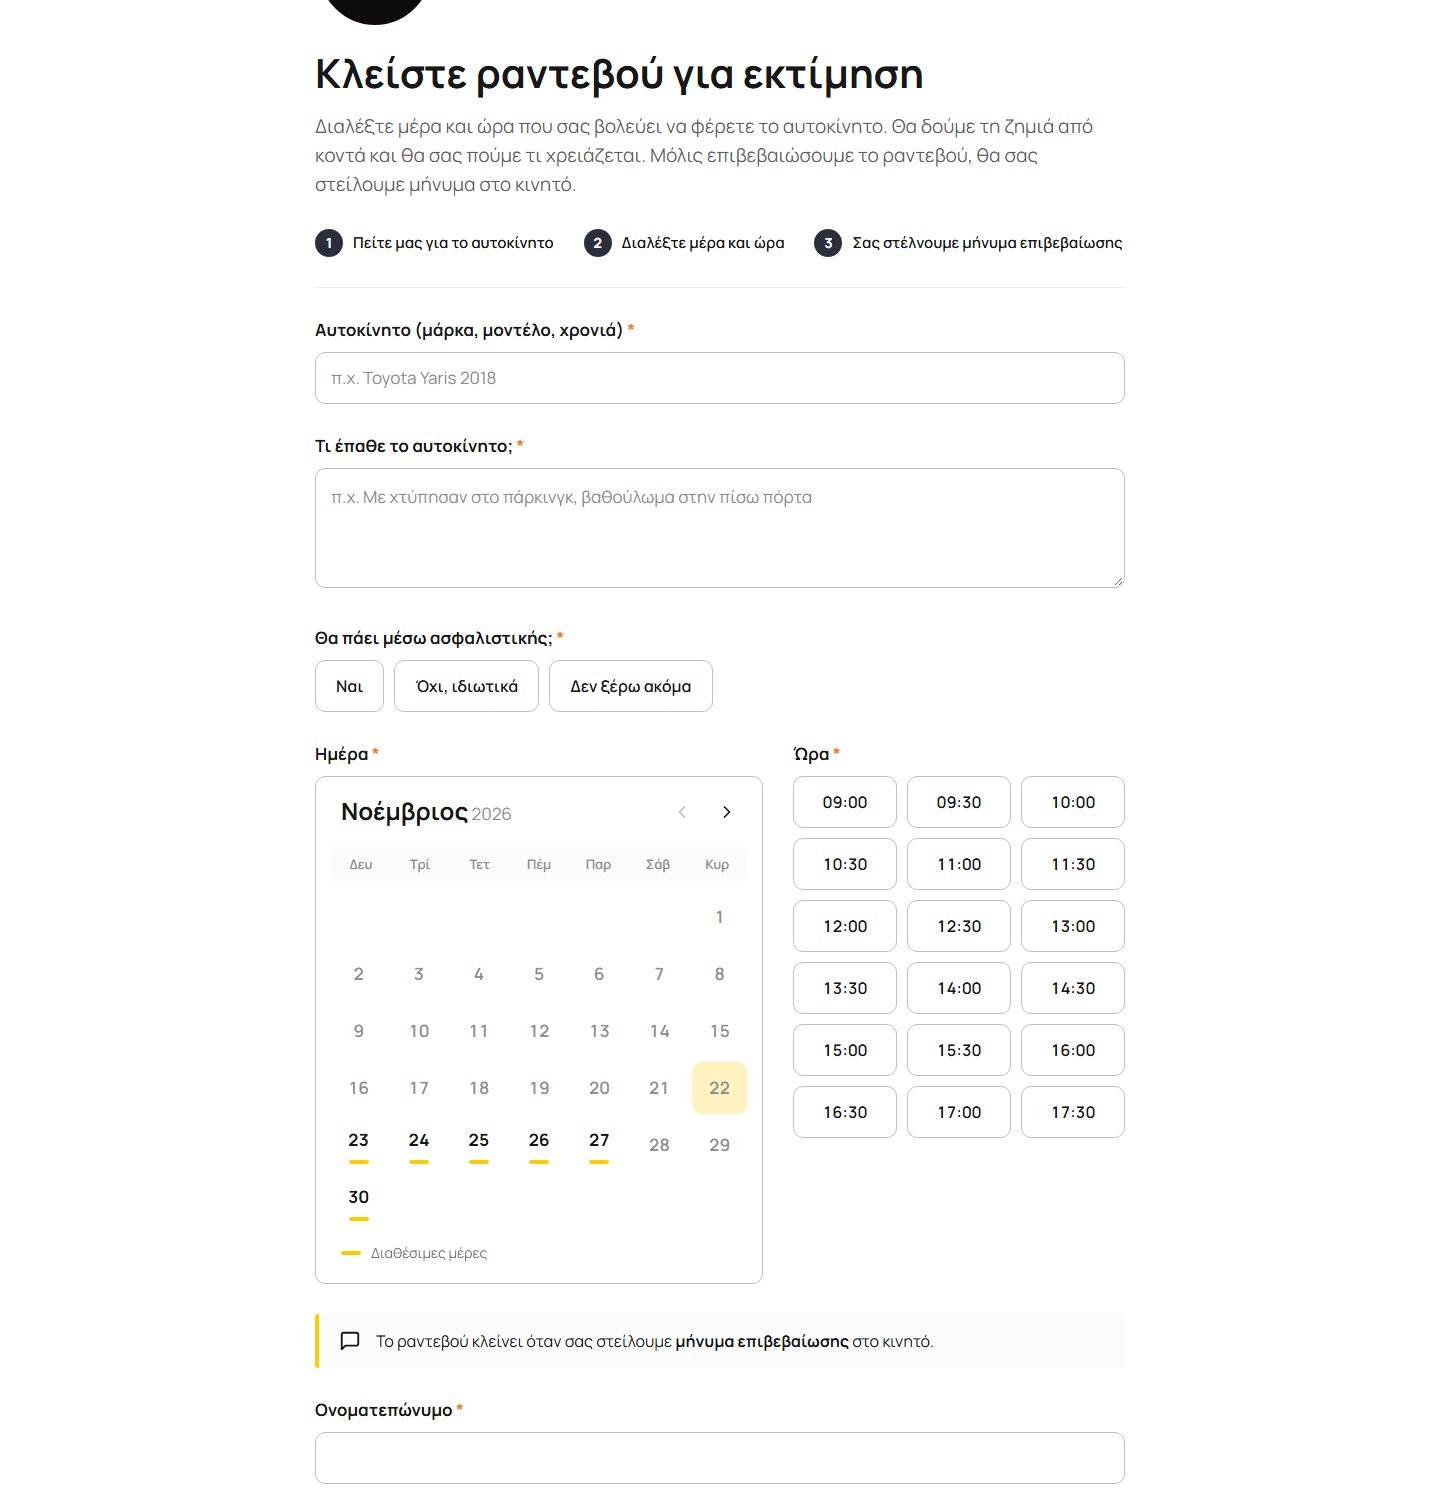 Κλείστε ραντεβού για εκτίμηση
Διαλέξτε μέρα και ώρα που σας βολεύει να φέρετε το αυτοκίνητο. Θα δούμε τη ζημιά από
κοντά και θα σας πούμε τι χρειάζεται. Μόλις επιβεβαιώσουμε το ραντεβού, θα σας
στείλουμε μήνυμα στο κινητό.
1 Πείτε μας για το αυτοκίνητο 2 Διαλέξτε μέρα και ώρα 3 Σας στέλνουμε μήνυμα επιβεβαίωσης
Αυτοκίνητο (μάρκα, μοντέλο, χρονιά) *
π.χ. Toyota Yaris 2018
Τι έπαθε το αυτοκίνητο; *
π.χ. Με χτύπησαν στο πάρκινγκ, βαθούλωμα στην πίσω πόρτα
Θα πάει μέσω ασφαλιστικής; *
Ναι Όχι, ιδιωτικά Δεν ξέρω ακόμα
Ημέρα *
Νοέμβριος 2026
Δευ Τρί Τετ Πέμ Παρ Σάβ Κυρ
1
2 3 4 5 6 7 8
9 10 11 12 13 14 15
16 17 18 19 20 21 22
23 24 25 26 27 28 29
30
Διαθέσιμες μέρες
Ώρα *
09:00 09:30 10:00
10:30 11:00 11:30
12:00 12:30 13:00
13:30 14:00 14:30
15:00 15:30 16:00
16:30 17:00 17:30
Το ραντεβού κλείνει όταν σας στείλουμε μήνυμα επιβεβαίωσης στο κινητό.
Ονοματεπώνυμο *